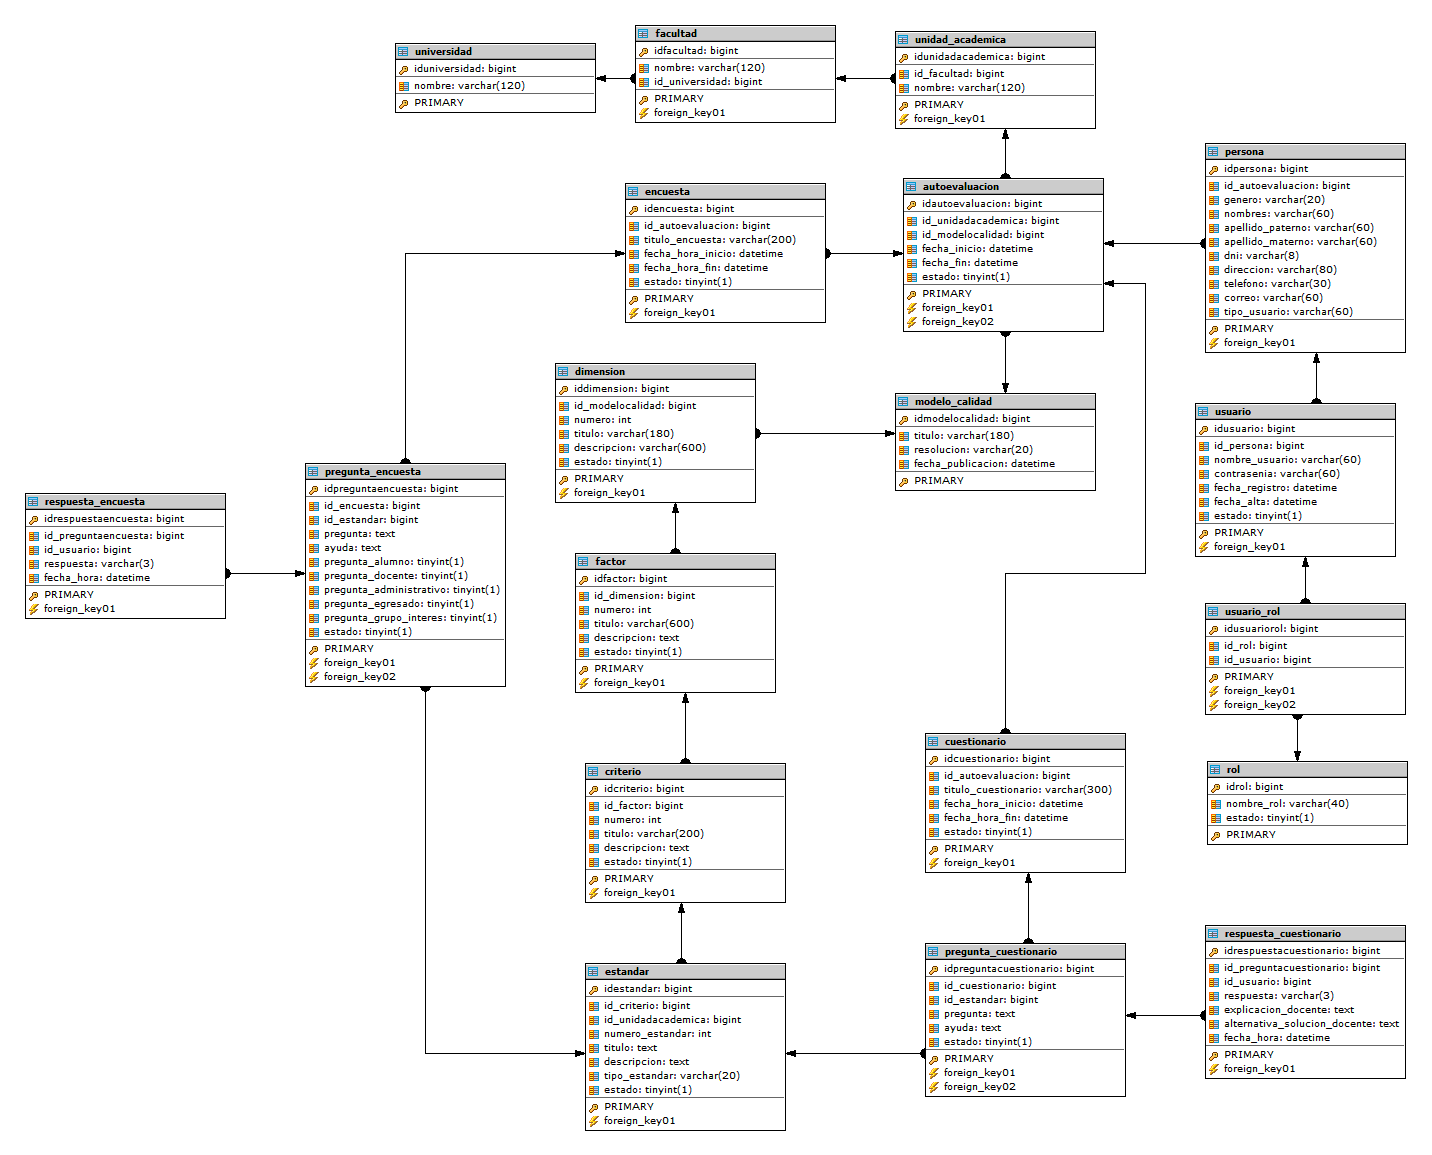 universidad
iduniversidad: bigint
nombre: varchar(120)
PRIMARY
facultad
idfacultad: bigint
nombre: varchar(120)
id_universidad: bigint
PRIMARY
foreign_key01
unidad_academica
idunidadacademica: bigint
id_facultad: bigint
nombre: varchar(120)
PRIMARY
foreign_key01
persona
idpersona: bigint
id_autoevaluacion: bigint
genero: varchar(20)
nombres: varchar(60)
apellido_paterno: varchar(60)
apellido_materno: varchar(60)
dni: varchar(8)
direccion: varchar(80)
telefono: varchar(30)
correo: varchar(60)
tipo_usuario: varchar(60)
PRIMARY
foreign_key01
encuesta
idencuesta: bigint
id_autoevaluacion: bigint
titulo_encuesta: varchar(200)
fecha_hora_inicio: datetime
fecha_hora_fin: datetime
estado: tinyint(1)
PRIMARY
foreign_key01
autoevaluacion
idautoevaluacion: bigint
id_unidadacademica: bigint
id_modelocalidad: bigint
fecha_inicio: datetime
fecha_fin: datetime
estado: tinyint(1)
PRIMARY
foreign_key01
foreign_key02
dimension
iddimension: bigint
id_modelocalidad: bigint
numero: int
titulo: varchar(180)
descripcion: varchar(600)
estado: tinyint(1)
PRIMARY
foreign_key01
modelo_calidad
idmodelocalidad: bigint
titulo: varchar(180)
resolucion: varchar(20)
fecha_publicacion: datetime
PRIMARY
usuario
idusuario: bigint
id_persona: bigint
nombre_usuario: varchar(60)
contrasenia: varchar(60)
fecha_registro: datetime
fecha_alta: datetime
estado: tinyint(1)
PRIMARY
foreign_key01
respuesta_encuesta
idrespuestaencuesta: bigint
id_preguntaencuesta: bigint
id_usuario: bigint
respuesta: varchar(3)
fecha_hora: datetime
PRIMARY
foreign_key01
pregunta_encuesta
idpreguntaencuesta: bigint
id_encuesta: bigint
id_estandar: bigint
pregunta: text
ayuda: text
pregunta_alumno: tinyint(1)
pregunta_docente: tinyint(1)
pregunta_administrativo: tinyint(1)
pregunta_egresado: tinyint(1)
pregunta_grupo_interes: tinyint(1)
estado: tinyint(1)
PRIMARY
foreign_key01
foreign_key02
factor
idfactor: bigint
id_dimension: bigint
numero: int
titulo: varchar(600)
descripcion: text
estado: tinyint(1)
PRIMARY
foreign_key01
usuario_rol
idusuariorol: bigint
id_rol: bigint
id_usuario: bigint
PRIMARY
foreign_key01
foreign_key02
criterio
idcriterio: bigint
id_factor: bigint
numero: int
titulo: varchar(200)
descripcion: text
estado: tinyint(1)
PRIMARY
foreign_key01
cuestionario
idcuestionario: bigint
id_autoevaluacion: bigint
titulo_cuestionario: varchar(300)
fecha_hora_inicio: datetime
fecha_hora_fin: datetime
estado: tinyint(1)
PRIMARY
foreign_key01
rol
idrol: bigint
nombre_rol: varchar(40)
estado: tinyint(1)
PRIMARY
estandar
idestandar: bigint
id_criterio: bigint
id_unidadacademica: bigint
numero_estandar: int
titulo: text
descripcion: text
tipo_estandar: varchar(20)
estado: tinyint(1)
PRIMARY
foreign_key01
pregunta_cuestionario
idpreguntacuestionario: bigint
id_cuestionario: bigint
id_estandar: bigint
pregunta: text
ayuda: text
estado: tinyint(1)
PRIMARY
foreign_key01
foreign_key02
respuesta_cuestionario
idrespuestacuestionario: bigint
id_preguntacuestionario: bigint
id_usuario: bigint
respuesta: varchar(3)
explicacion_docente: text
alternativa_solucion_docente: text
fecha_hora: datetime
PRIMARY
foreign_key01